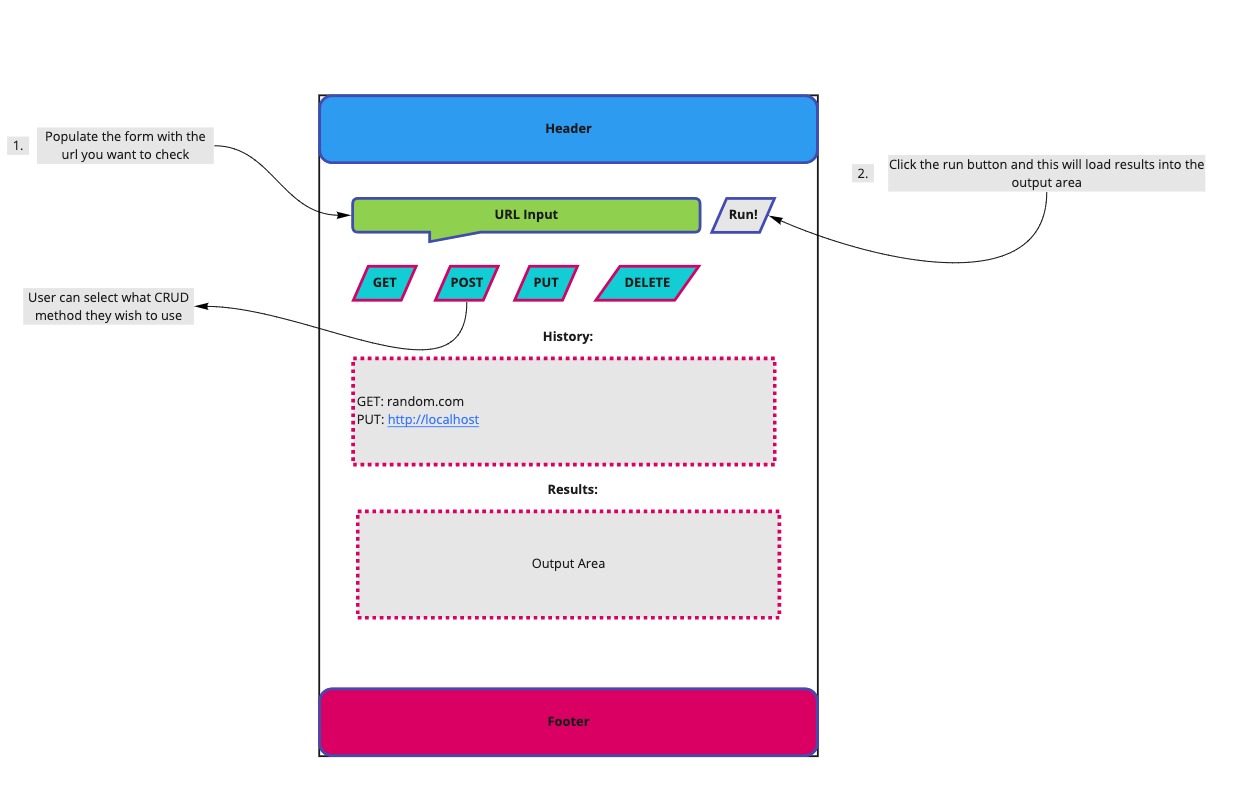 Header
1.
Populate the form with the
url you want to check
2.
Click the run button and this will load results into the
output area
URL Input
Run!
GET
POST
PUT
DELETE
User can select what CRUD
method they wish to use
History:
GET: random.com
PUT: http://localhost
Results:
Output Area
Footer